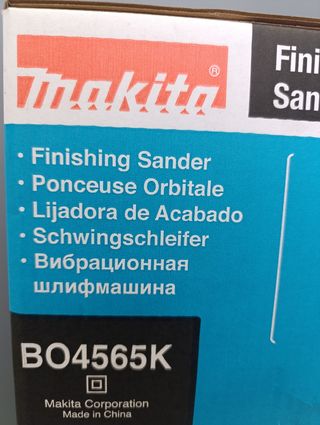 makita®
Fini
San
• Finishing Sander
• Ponceuse Orbitale
• Lijadora de Acabado
• Schwingschleifer
• Вибрационная
шлифмашина
BO4565K
Makita Corporation
Made in China